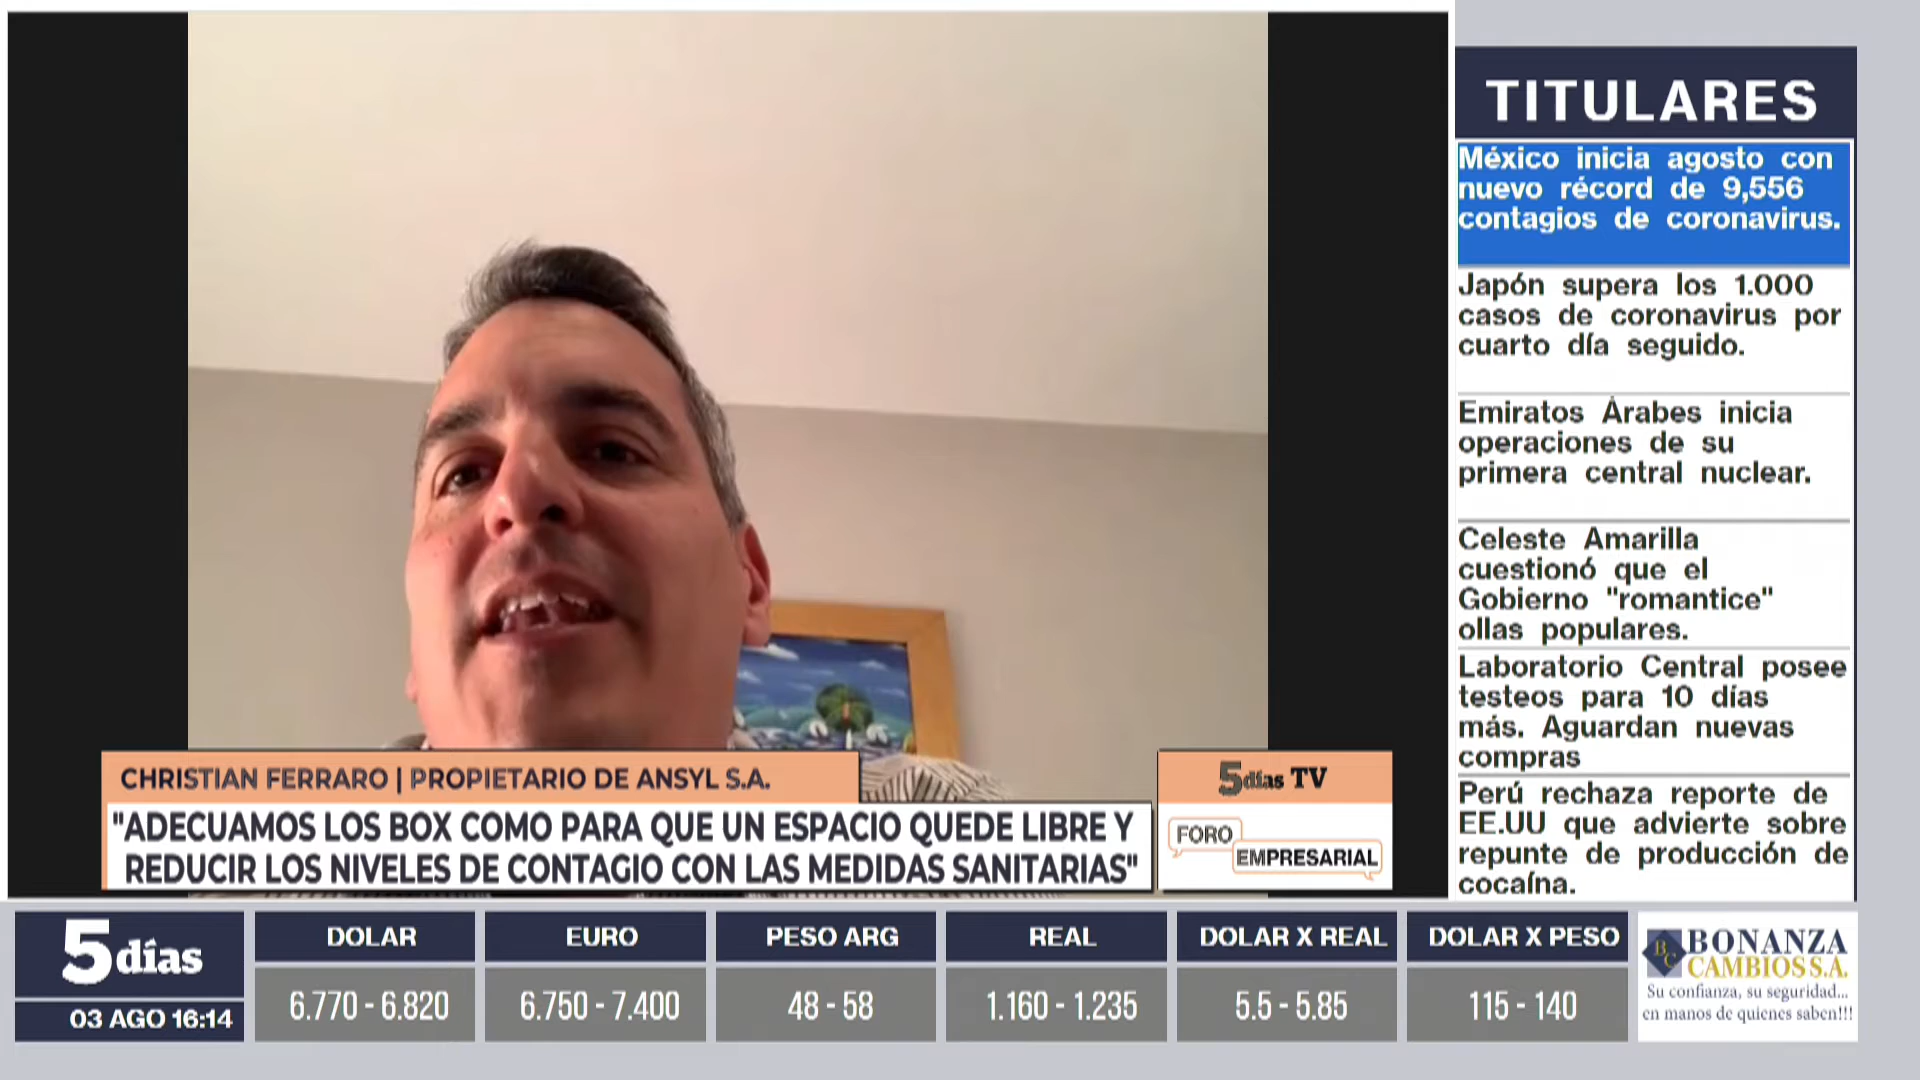 TITULARES
México inicia agosto con
nuevo récord de 9,556
contagios de coronavirus.
Japón supera los 1.000
casos de coronavirus por
cuarto día seguido.
Emiratos Árabes inicia
operaciones de su
primera central nuclear.
Celeste Amarilla
cuestionó que el
Gobierno "romantice"
ollas populares.
Laboratorio Central posee
testeos para 10 días
más. Aguardan nuevas
compras
Perú rechaza reporte de
EE.UU que advierte sobre
repunte de producción de
cocaína.
CHRISTIAN FERRARO | PROPIETARIO DE ANSYL S.A.
"ADECUAMOS LOS BOX COMO PARA QUE UN ESPACIO QUEDE LIBRE Y
REDUCIR LOS NIVELES DE CONTAGIO CON LAS MEDIDAS SANITARIAS"
5días TV
FORO
EMPRESARIAL
5días
03 AGO 16:14
DOLAR
6.770 - 6.820
EURO
6.750 - 7.400
PESO ARG
48 - 58
REAL
1.160 - 1.235
DOLAR X REAL
5.5 - 5.85
DOLAR X PESO
115 - 140
BC
BONANZA
CAMBIOS S.A.
Su confianza, su seguridad...
en manos de quienes saben!!!